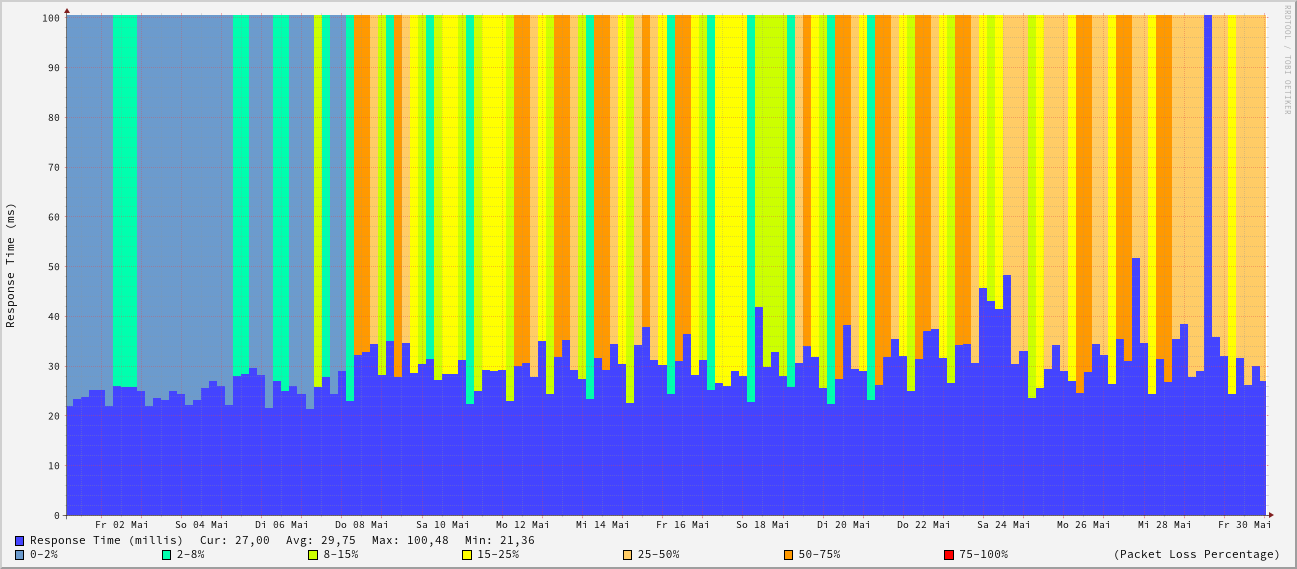 RRDTOOL / TOBI OETIKER
Response Time (ms)
100
90
80
70
60
50
40
30
20
10
0
Fr 02 Mai So 04 Mai Di 06 Mai Do 08 Mai Sa 10 Mai Mo 12 Mai Mi 14 Mai Fr 16 Mai So 18 Mai Di 20 Mai Do 22 Mai Sa 24 Mai Mo 26 Mai Mi 28 Mai Fr 30 Mai
Response Time (millis) Cur: 27,00 Avg: 29,75 Max: 100,48 Min: 21,36
0-2% 2-8% 8-15% 15-25% 25-50% 50-75% 75-100% (Packet Loss Percentage)